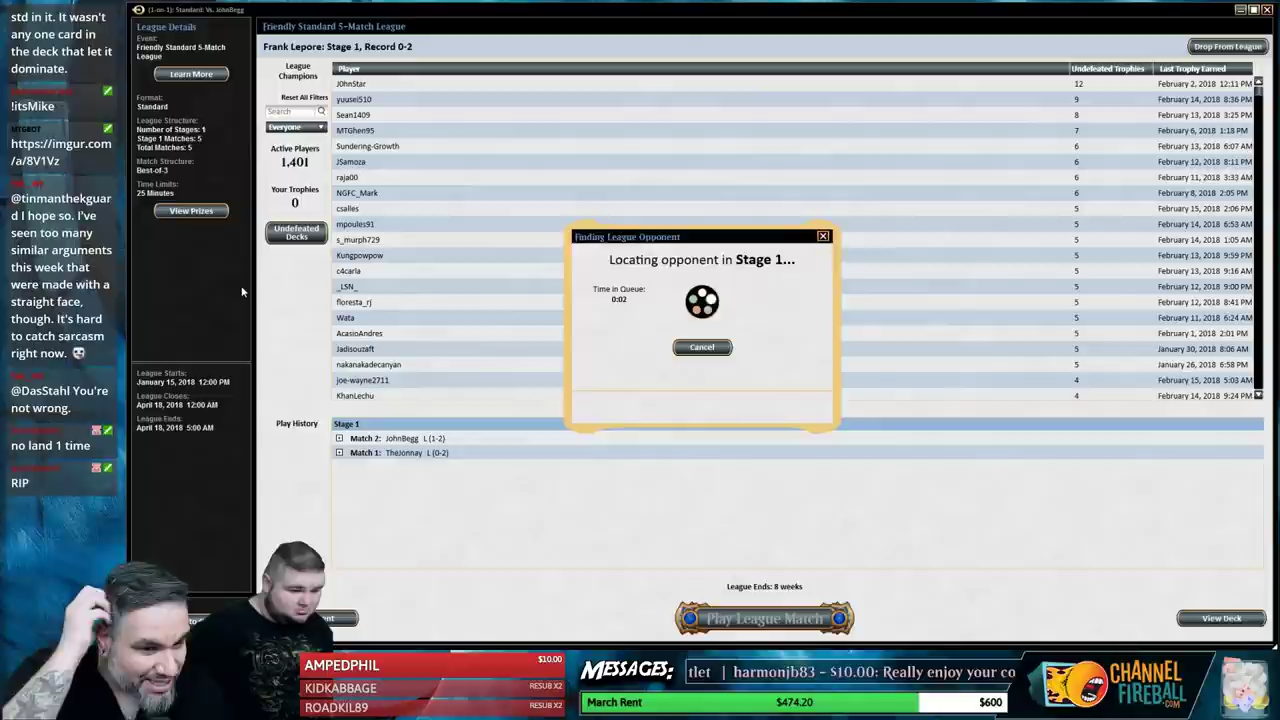 std in it. It wasn't
any one card in
the deck that let it
dominate.
!itsMike
MTGBOT
https://imgur.com
/a/8V1Vz
@tinmanthekguar
d I hope so. I've
seen too many
similar arguments
this week that
were made with a
straight face,
though. It's hard
to catch sarcasm
right now.
@DasStahl You're
not wrong.
no land 1 time
RIP
(1-on-1): Standard: Vs. JohnBegg
League Details
Event:
Friendly Standard 5-Match
League
Learn More
Format:
Standard
League Structure:
Number of Stages: 1
Stage 1 Matches: 5
Total Matches: 5
Match Structure:
Best-of-3
Time Limits:
25 Minutes
View Prizes
League Starts:
January 15, 2018 12:00 PM
League Closes:
April 18, 2018 12:00 AM
League Ends:
April 18, 2018 5:00 AM
Friendly Standard 5-Match League
Frank Lepore: Stage 1, Record 0-2
Drop From League
League
Champions
Reset All Filters
Search
Everyone
Active Players
1,401
Your Trophies
0
Undefeated
Decks
Player Undefeated Trophies Last Trophy Earned
J0hnStar 12 February 2, 2018 12:11 PM
yuusei510 9 February 14, 2018 8:36 PM
Sean1409 8 February 13, 2018 3:25 PM
MTGhen95 7 February 6, 2018 1:18 PM
Sundering-Growth 6 February 13, 2018 6:07 AM
JSamoza 6 February 12, 2018 8:11 PM
raja00 6 February 11, 2018 3:33 AM
NGFC_Mark 6 February 8, 2018 2:05 PM
csalles 5 February 15, 2018 2:06 PM
mpoules91 5 February 14, 2018 6:53 AM
s_murph729 5 February 14, 2018 1:05 AM
Kungpowpow 5 February 13, 2018 9:59 PM
c4carla 5 February 13, 2018 9:16 AM
_LSN_ 5 February 12, 2018 9:00 PM
floresta_rj 5 February 12, 2018 8:41 PM
Wata 5 February 11, 2018 6:24 AM
AcasioAndres 5 February 1, 2018 2:01 PM
Jadisouzaft 5 January 30, 2018 8:06 AM
nakanakadecanyan 5 January 26, 2018 6:58 PM
joe-wayne2711 4 February 15, 2018 5:03 AM
KhanLechu 4 February 14, 2018 9:24 PM
Finding League Opponent
Locating opponent in Stage 1...
Time in Queue:
0:02
Cancel
Play History
Stage 1
Match 2: JohnBegg L (1-2)
Match 1: TheJonnay L (0-2)
League Ends: 8 weeks
Play League Match
View Deck
AMPEDPHIL $10.00
KIDKABBAGE RESUB X2
ROADKIL89 RESUB X2
MESSAGES:
tlet | harmonjb83 - $10.00: Really enjoy your co
March Rent $474.20 $600
CHANNEL
FIREBALL
.COM